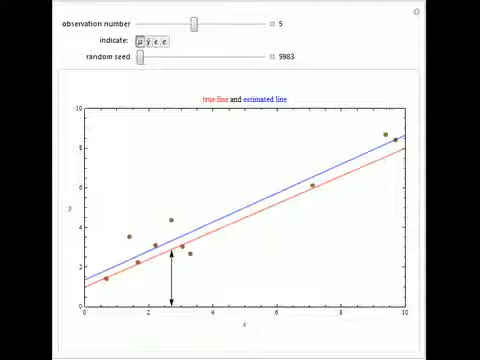 observation number 5
indicate: μ ŷ ε e
random seed 5983
true line and estimated line
10
8
6
4
2
0
y
0 2 4 6 8 10
x